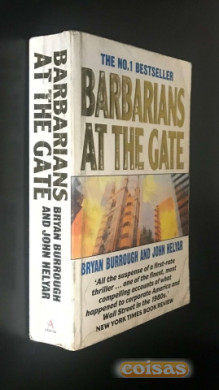 BARBARIANS
AT THE GATE
BRYAN BURROUGH
AND JOHN HELYAR
A
THE NO.1 BESTSELLER
BARBARIANS
AT THE GATE
BRYAN BURROUGH AND JOHN HELYAR
'All the suspense of a first-rate
thriller ... one of the finest, most
compelling accounts of what
happened to corporate America and
Wall Street in the 1980s.'
NEW YORK TIMES BOOK REVIEW
coisas